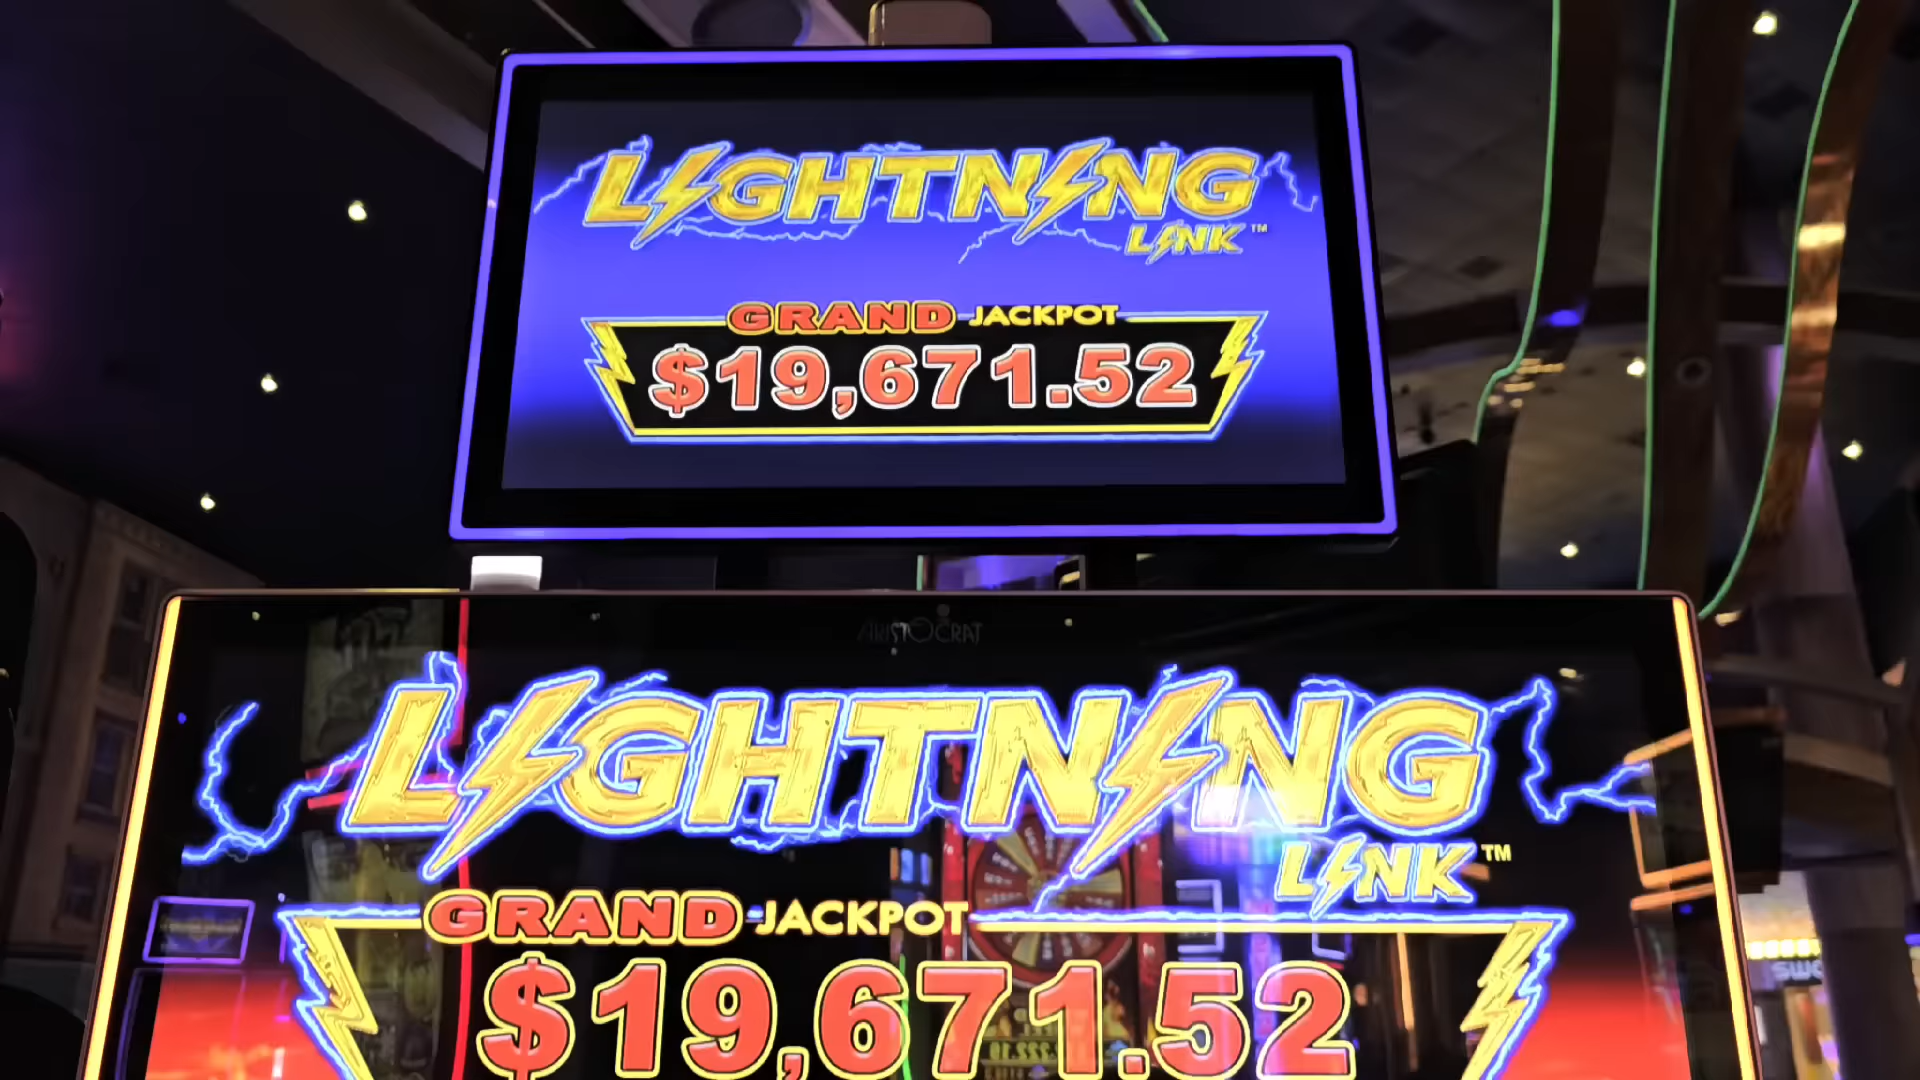 LIGHTNING
LINK™
GRAND JACKPOT
$19,671.52
ARISTOCRAT
LIGHTNING
LINK™
GRAND JACKPOT
$19,671.52